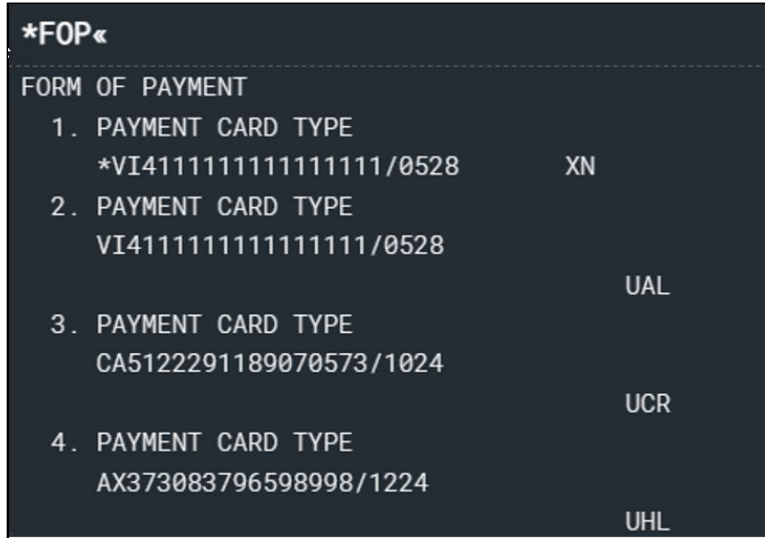 *FOP«
FORM OF PAYMENT
1. PAYMENT CARD TYPE
*VI4111111111111111/0528 XN
2. PAYMENT CARD TYPE
VI4111111111111111/0528
UAL
3. PAYMENT CARD TYPE
CA5122291189070573/1024
UCR
4. PAYMENT CARD TYPE
AX373083796598998/1224
UHL